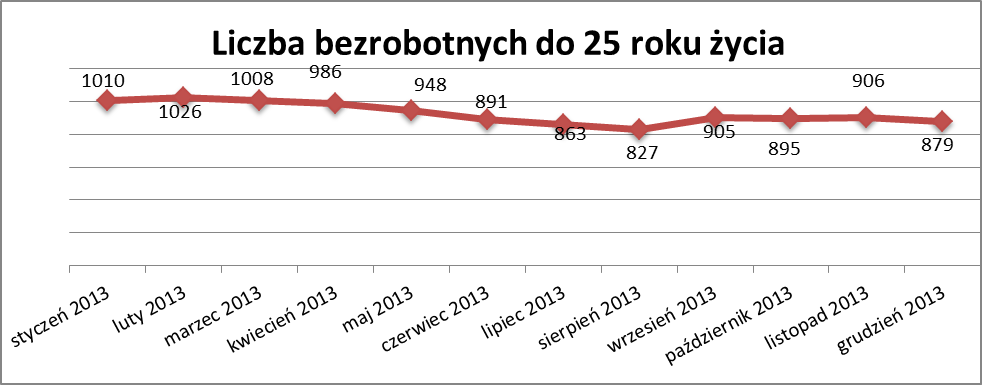 Liczba bezrobotnych do 25 roku życia
1010
1026
1008
986
948
891
863
827
905
895
906
879
styczeń 2013
luty 2013
marzec 2013
kwiecień 2013
maj 2013
czerwiec 2013
lipiec 2013
sierpień 2013
wrzesień 2013
październik 2013
listopad 2013
grudzień 2013